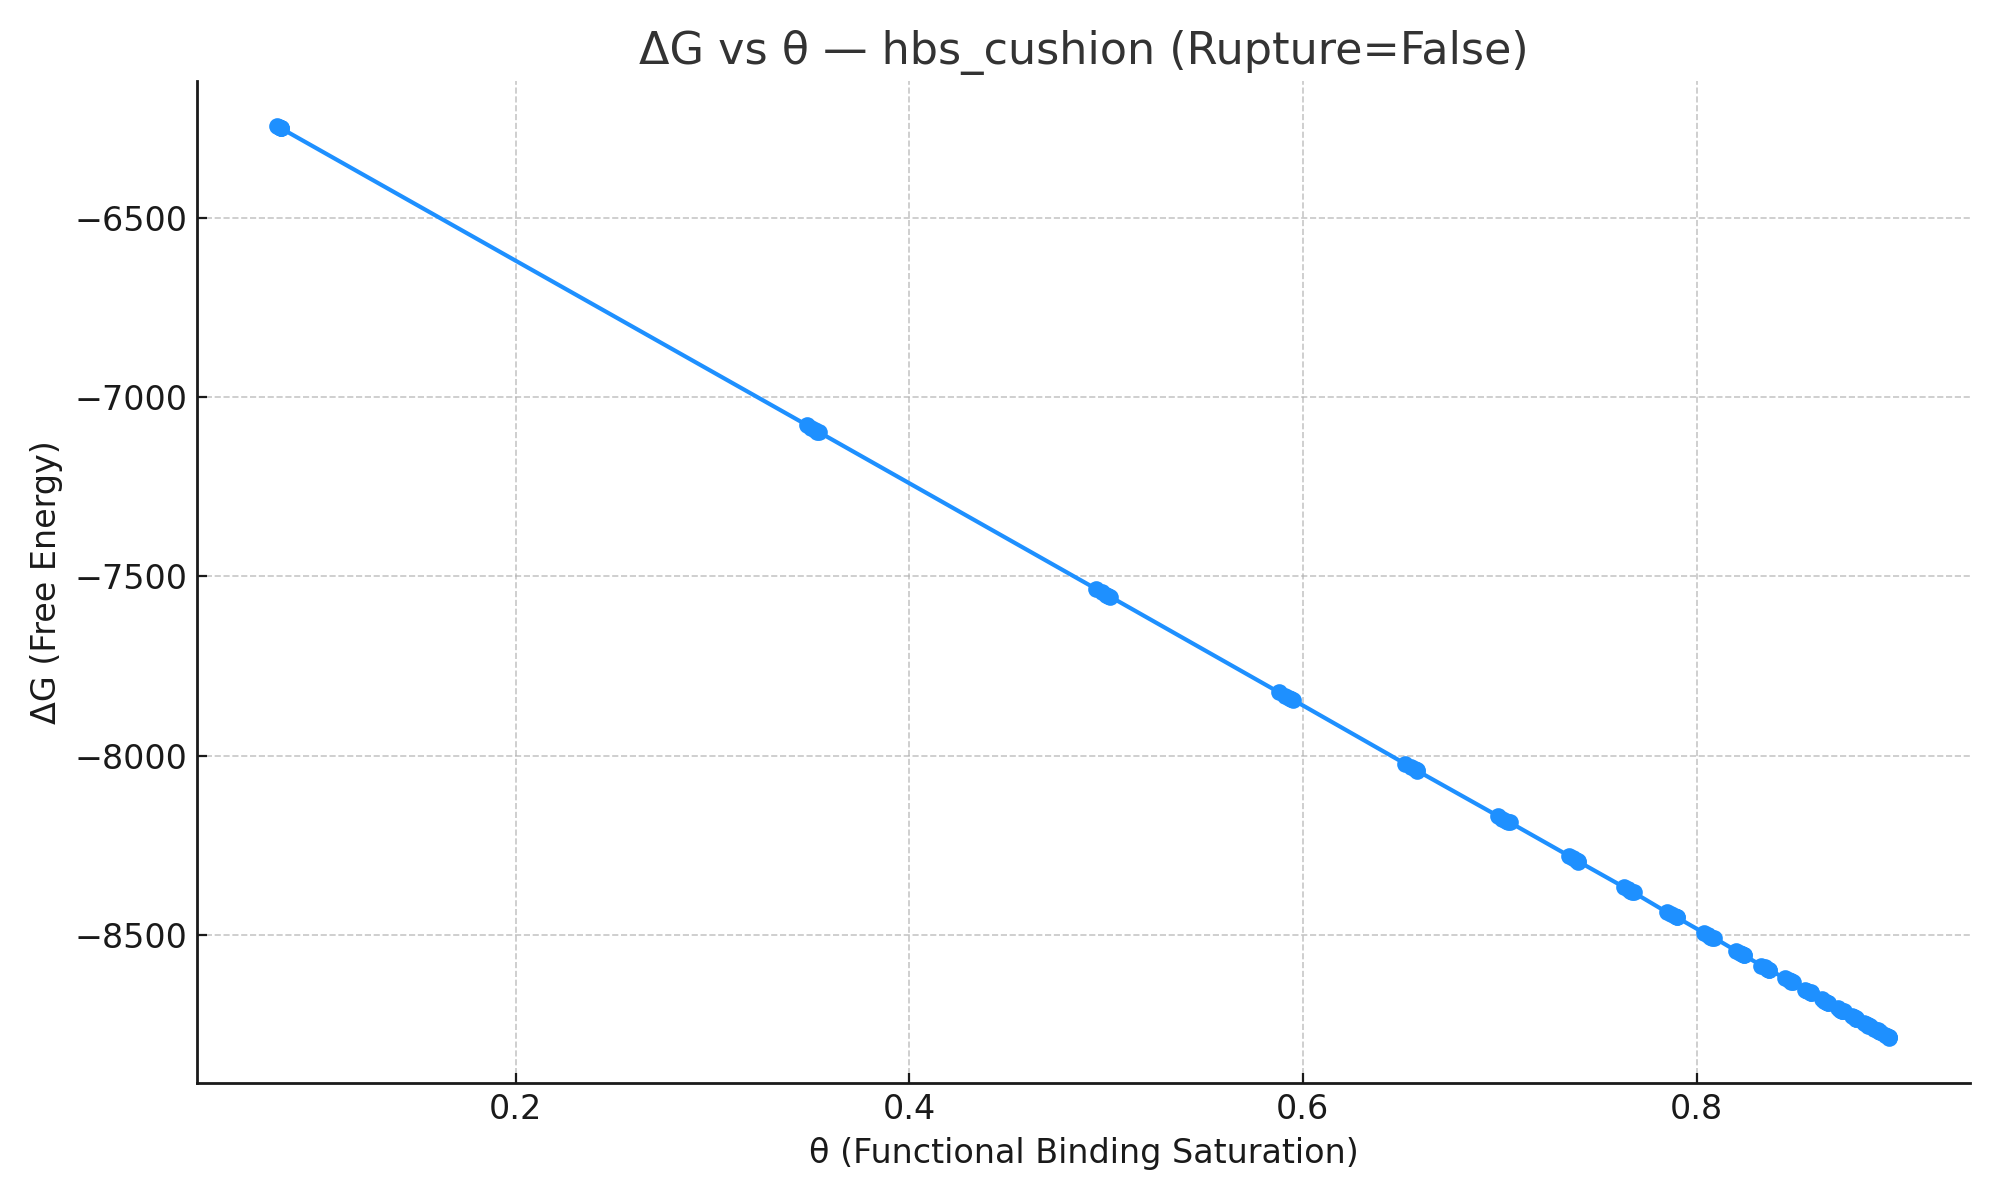 ΔG vs θ — hbs_cushion (Rupture=False)
ΔG (Free Energy)
−6500
−7000
−7500
−8000
−8500
0.2 0.4 0.6 0.8
θ (Functional Binding Saturation)